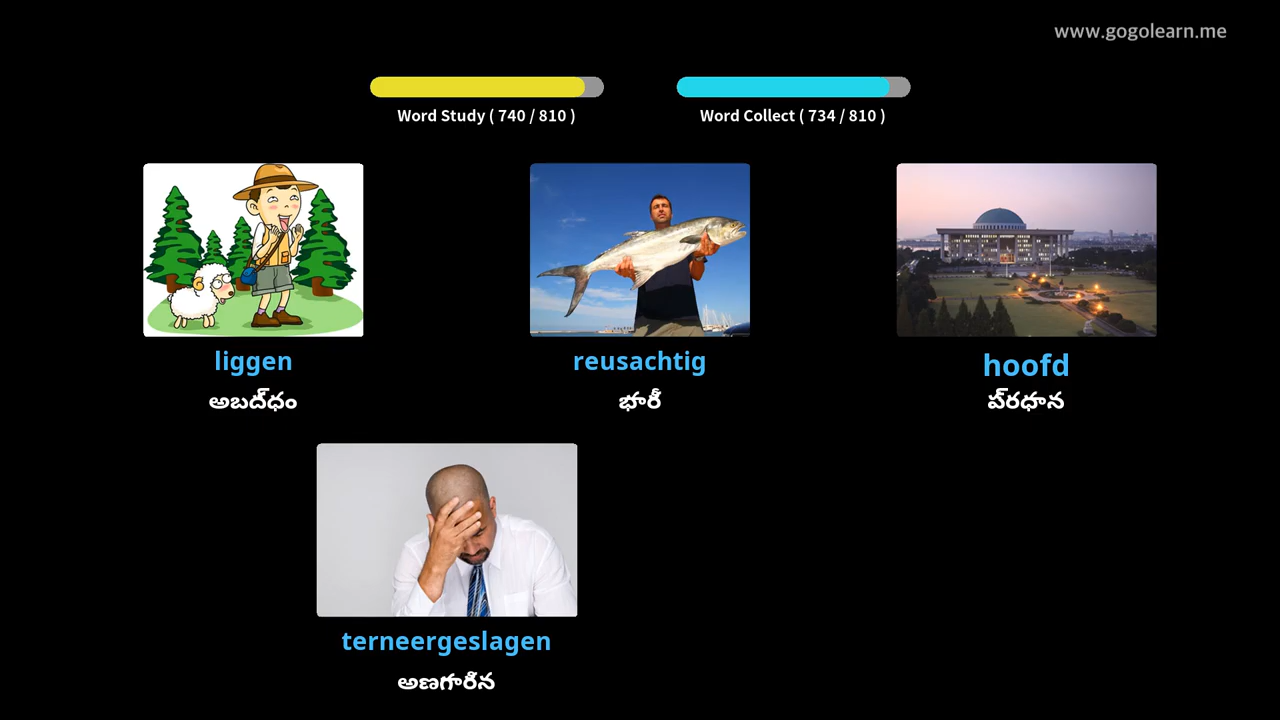 www.gogolearn.me
Word Study ( 740 / 810 )
Word Collect ( 734 / 810 )
liggen
reusachtig
hoofd
అబద్ధం
భారీ
ప్రధాన
terneergeslagen
అణగారిన